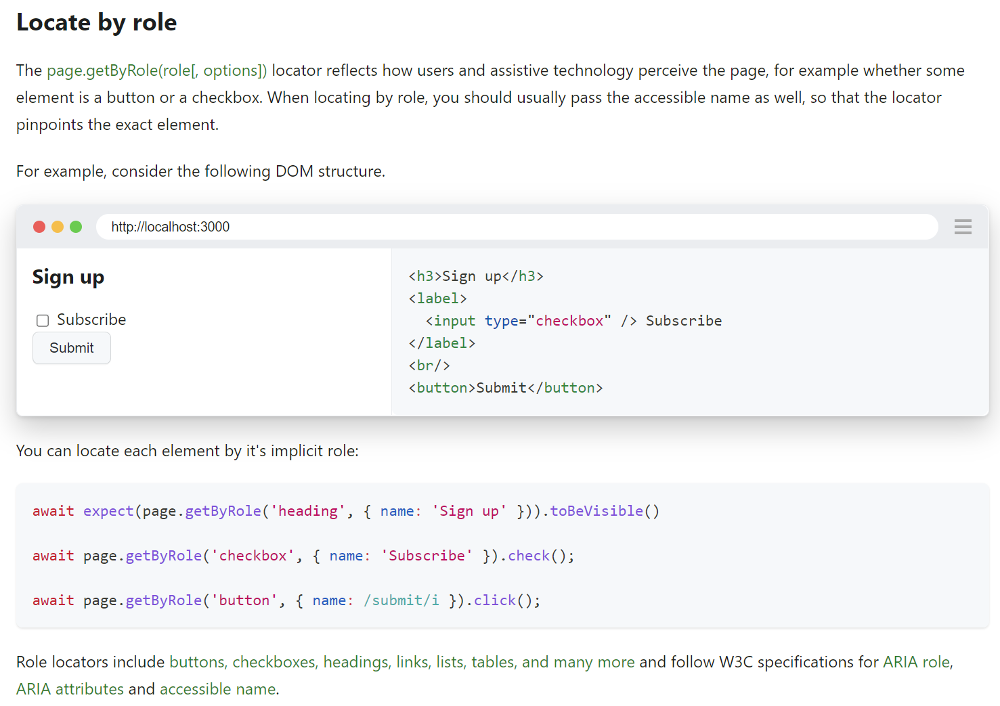 Locate by role
The page.getByRole(role[, options]) locator reflects how users and assistive technology perceive the page, for example whether some
element is a button or a checkbox. When locating by role, you should usually pass the accessible name as well, so that the locator
pinpoints the exact element.
For example, consider the following DOM structure.
http://localhost:3000
Sign up
Subscribe
Submit
<h3>Sign up</h3>
<label>
  <input type="checkbox" /> Subscribe
</label>
<br/>
<button>Submit</button>
You can locate each element by it's implicit role:
await expect(page.getByRole('heading', { name: 'Sign up' })).toBeVisible()
await page.getByRole('checkbox', { name: 'Subscribe' }).check();
await page.getByRole('button', { name: /submit/i }).click();
Role locators include buttons, checkboxes, headings, links, lists, tables, and many more and follow W3C specifications for ARIA role,
ARIA attributes and accessible name.